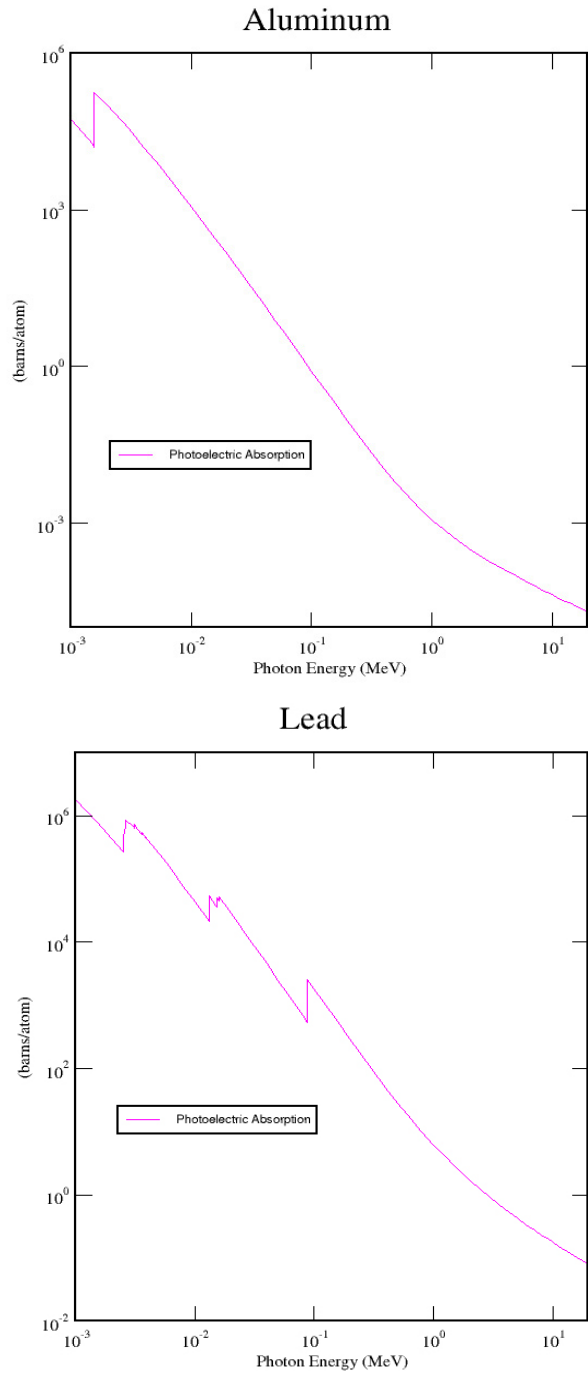 Aluminum
10^6
10^3
10^0
10^-3
(barns/atom)
Photoelectric Absorption
10^-3 10^-2 10^-1 10^0 10^1
Photon Energy (MeV)
Lead
10^6
10^4
10^2
10^0
10^-2
(barns/atom)
Photoelectric Absorption
10^-3 10^-2 10^-1 10^0 10^1
Photon Energy (MeV)